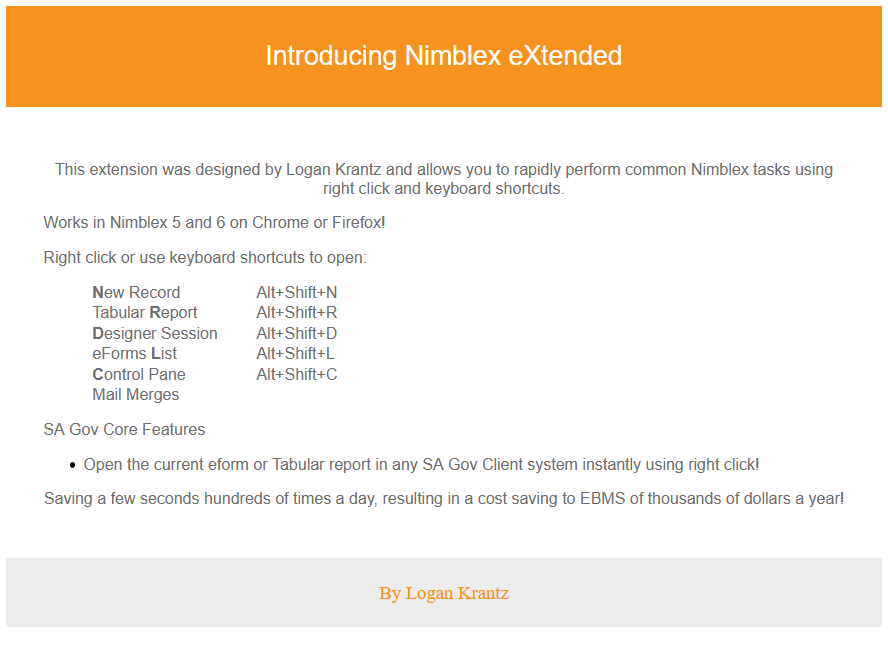 Introducing Nimblex eXtended
This extension was designed by Logan Krantz and allows you to rapidly perform common Nimblex tasks using
right click and keyboard shortcuts.
Works in Nimblex 5 and 6 on Chrome or Firefox!
Right click or use keyboard shortcuts to open:
New Record Alt+Shift+N
Tabular Report Alt+Shift+R
Designer Session Alt+Shift+D
eForms List Alt+Shift+L
Control Pane Alt+Shift+C
Mail Merges
SA Gov Core Features
• Open the current eform or Tabular report in any SA Gov Client system instantly using right click!
Saving a few seconds hundreds of times a day, resulting in a cost saving to EBMS of thousands of dollars a year!
By Logan Krantz